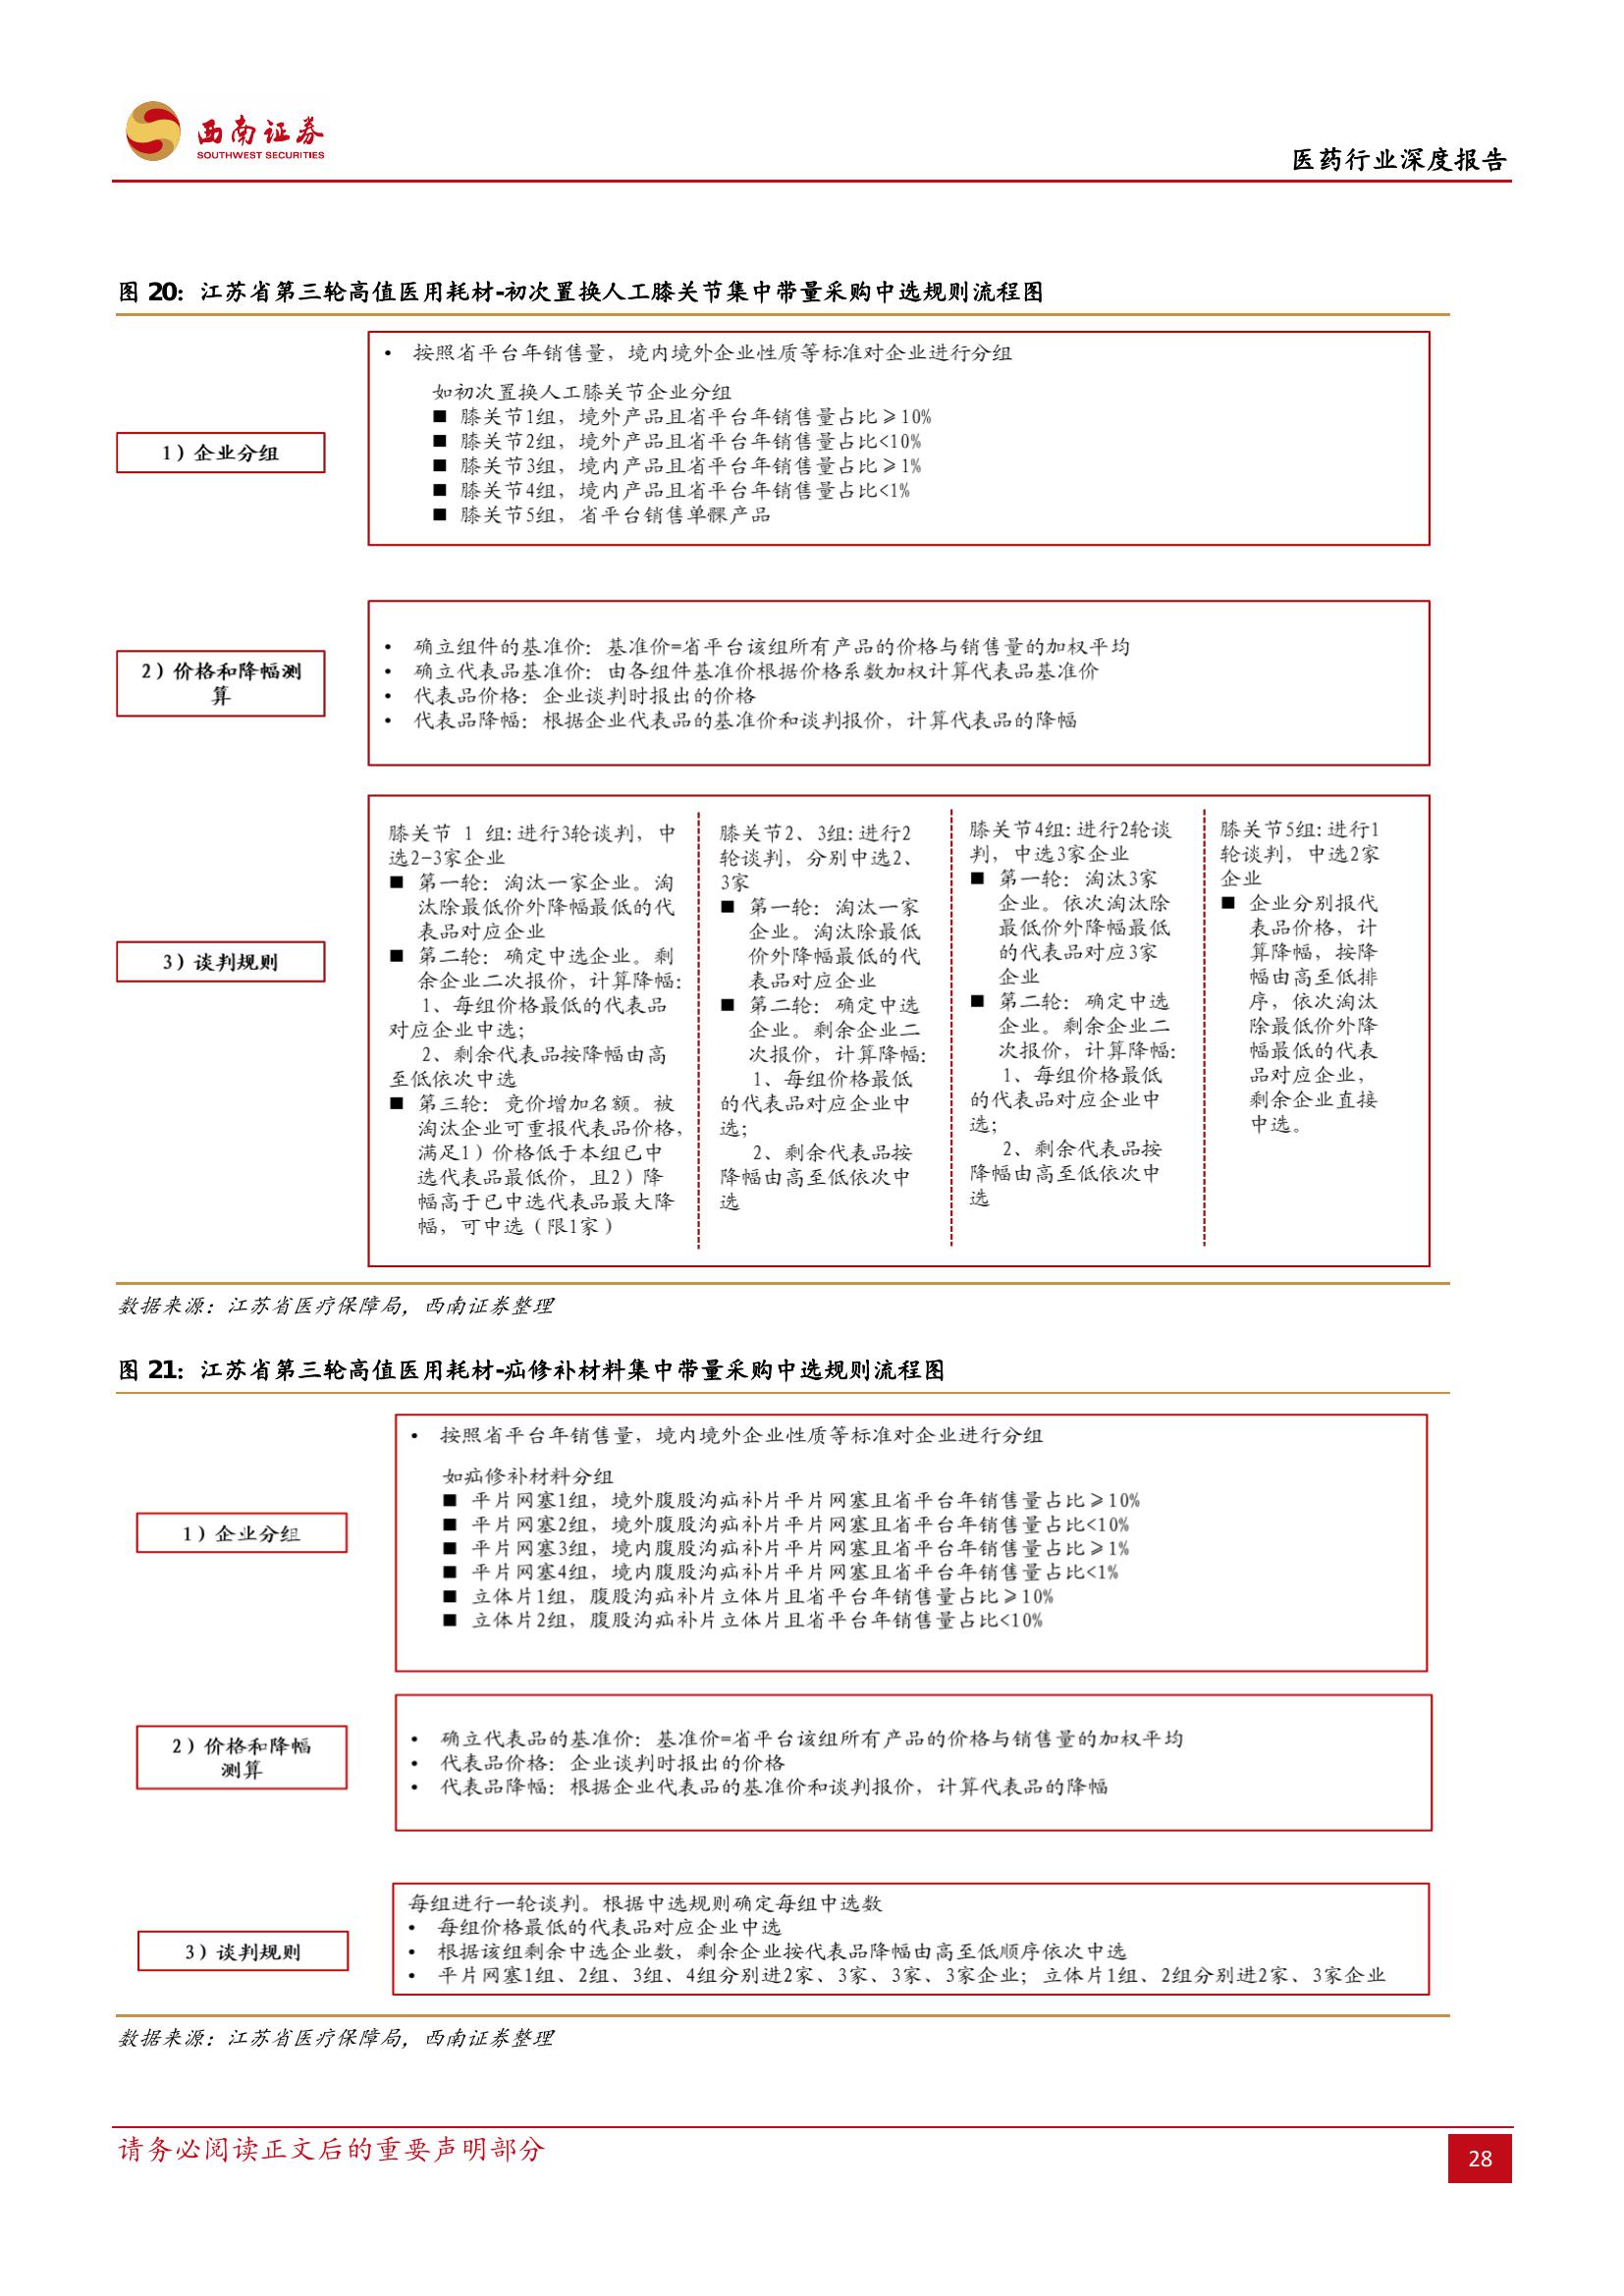 西南证券
SOUTHWEST SECURITIES
医药行业深度报告
图 20：江苏省第三轮高值医用耗材-初次置换人工膝关节集中带量采购中选规则流程图
1）企业分组
• 按照省平台年销售量，境内境外企业性质等标准对企业进行分组
如初次置换人工膝关节企业分组
■ 膝关节1组，境外产品且省平台年销售量占比≥10%
■ 膝关节2组，境外产品且省平台年销售量占比<10%
■ 膝关节3组，境内产品且省平台年销售量占比≥1%
■ 膝关节4组，境内产品且省平台年销售量占比<1%
■ 膝关节5组，省平台销售单髁产品
2）价格和降幅测
算
• 确立组件的基准价：基准价=省平台该组所有产品的价格与销售量的加权平均
• 确立代表品基准价：由各组件基准价根据价格系数加权计算代表品基准价
• 代表品价格：企业谈判时报出的价格
• 代表品降幅：根据企业代表品的基准价和谈判报价，计算代表品的降幅
3）谈判规则
膝关节 1 组:进行3轮谈判，中
选2-3家企业
■ 第一轮：淘汰一家企业。淘
汰除最低价外降幅最低的代
表品对应企业
■ 第二轮：确定中选企业。剩
余企业二次报价，计算降幅:
1、每组价格最低的代表品
对应企业中选;
2、剩余代表品按降幅由高
至低依次中选
■ 第三轮：竞价增加名额。被
淘汰企业可重报代表品价格，
满足1）价格低于本组已中
选代表品最低价，且2）降
幅高于已中选代表品最大降
幅，可中选（限1家）
膝关节2、3组:进行2
轮谈判，分别中选2、
3家
■ 第一轮：淘汰一家
企业。淘汰除最低
价外降幅最低的代
表品对应企业
■ 第二轮：确定中选
企业。剩余企业二
次报价，计算降幅:
1、每组价格最低
的代表品对应企业中
选;
2、剩余代表品按
降幅由高至低依次中
选
膝关节4组:进行2轮谈
判，中选3家企业
■ 第一轮：淘汰3家
企业。依次淘汰除
最低价外降幅最低
的代表品对应3家
企业
■ 第二轮：确定中选
企业。剩余企业二
次报价，计算降幅:
1、每组价格最低
的代表品对应企业中
选;
2、剩余代表品按
降幅由高至低依次中
选
膝关节5组:进行1
轮谈判，中选2家
企业
■ 企业分别报代
表品价格，计
算降幅，按降
幅由高至低排
序，依次淘汰
除最低价外降
幅最低的代表
品对应企业，
剩余企业直接
中选。
数据来源：江苏省医疗保障局，西南证券整理
图 21：江苏省第三轮高值医用耗材-疝修补材料集中带量采购中选规则流程图
1）企业分组
• 按照省平台年销售量，境内境外企业性质等标准对企业进行分组
如疝修补材料分组
■ 平片网塞1组，境外腹股沟疝补片平片网塞且省平台年销售量占比≥10%
■ 平片网塞2组，境外腹股沟疝补片平片网塞且省平台年销售量占比<10%
■ 平片网塞3组，境内腹股沟疝补片平片网塞且省平台年销售量占比≥1%
■ 平片网塞4组，境内腹股沟疝补片平片网塞且省平台年销售量占比<1%
■ 立体片1组，腹股沟疝补片立体片且省平台年销售量占比≥10%
■ 立体片2组，腹股沟疝补片立体片且省平台年销售量占比<10%
2）价格和降幅
测算
• 确立代表品的基准价：基准价=省平台该组所有产品的价格与销售量的加权平均
• 代表品价格：企业谈判时报出的价格
• 代表品降幅：根据企业代表品的基准价和谈判报价，计算代表品的降幅
3）谈判规则
每组进行一轮谈判。根据中选规则确定每组中选数
• 每组价格最低的代表品对应企业中选
• 根据该组剩余中选企业数，剩余企业按代表品降幅由高至低顺序依次中选
• 平片网塞1组、2组、3组、4组分别进2家、3家、3家、3家企业；立体片1组、2组分别进2家、3家企业
数据来源：江苏省医疗保障局，西南证券整理
请务必阅读正文后的重要声明部分
28